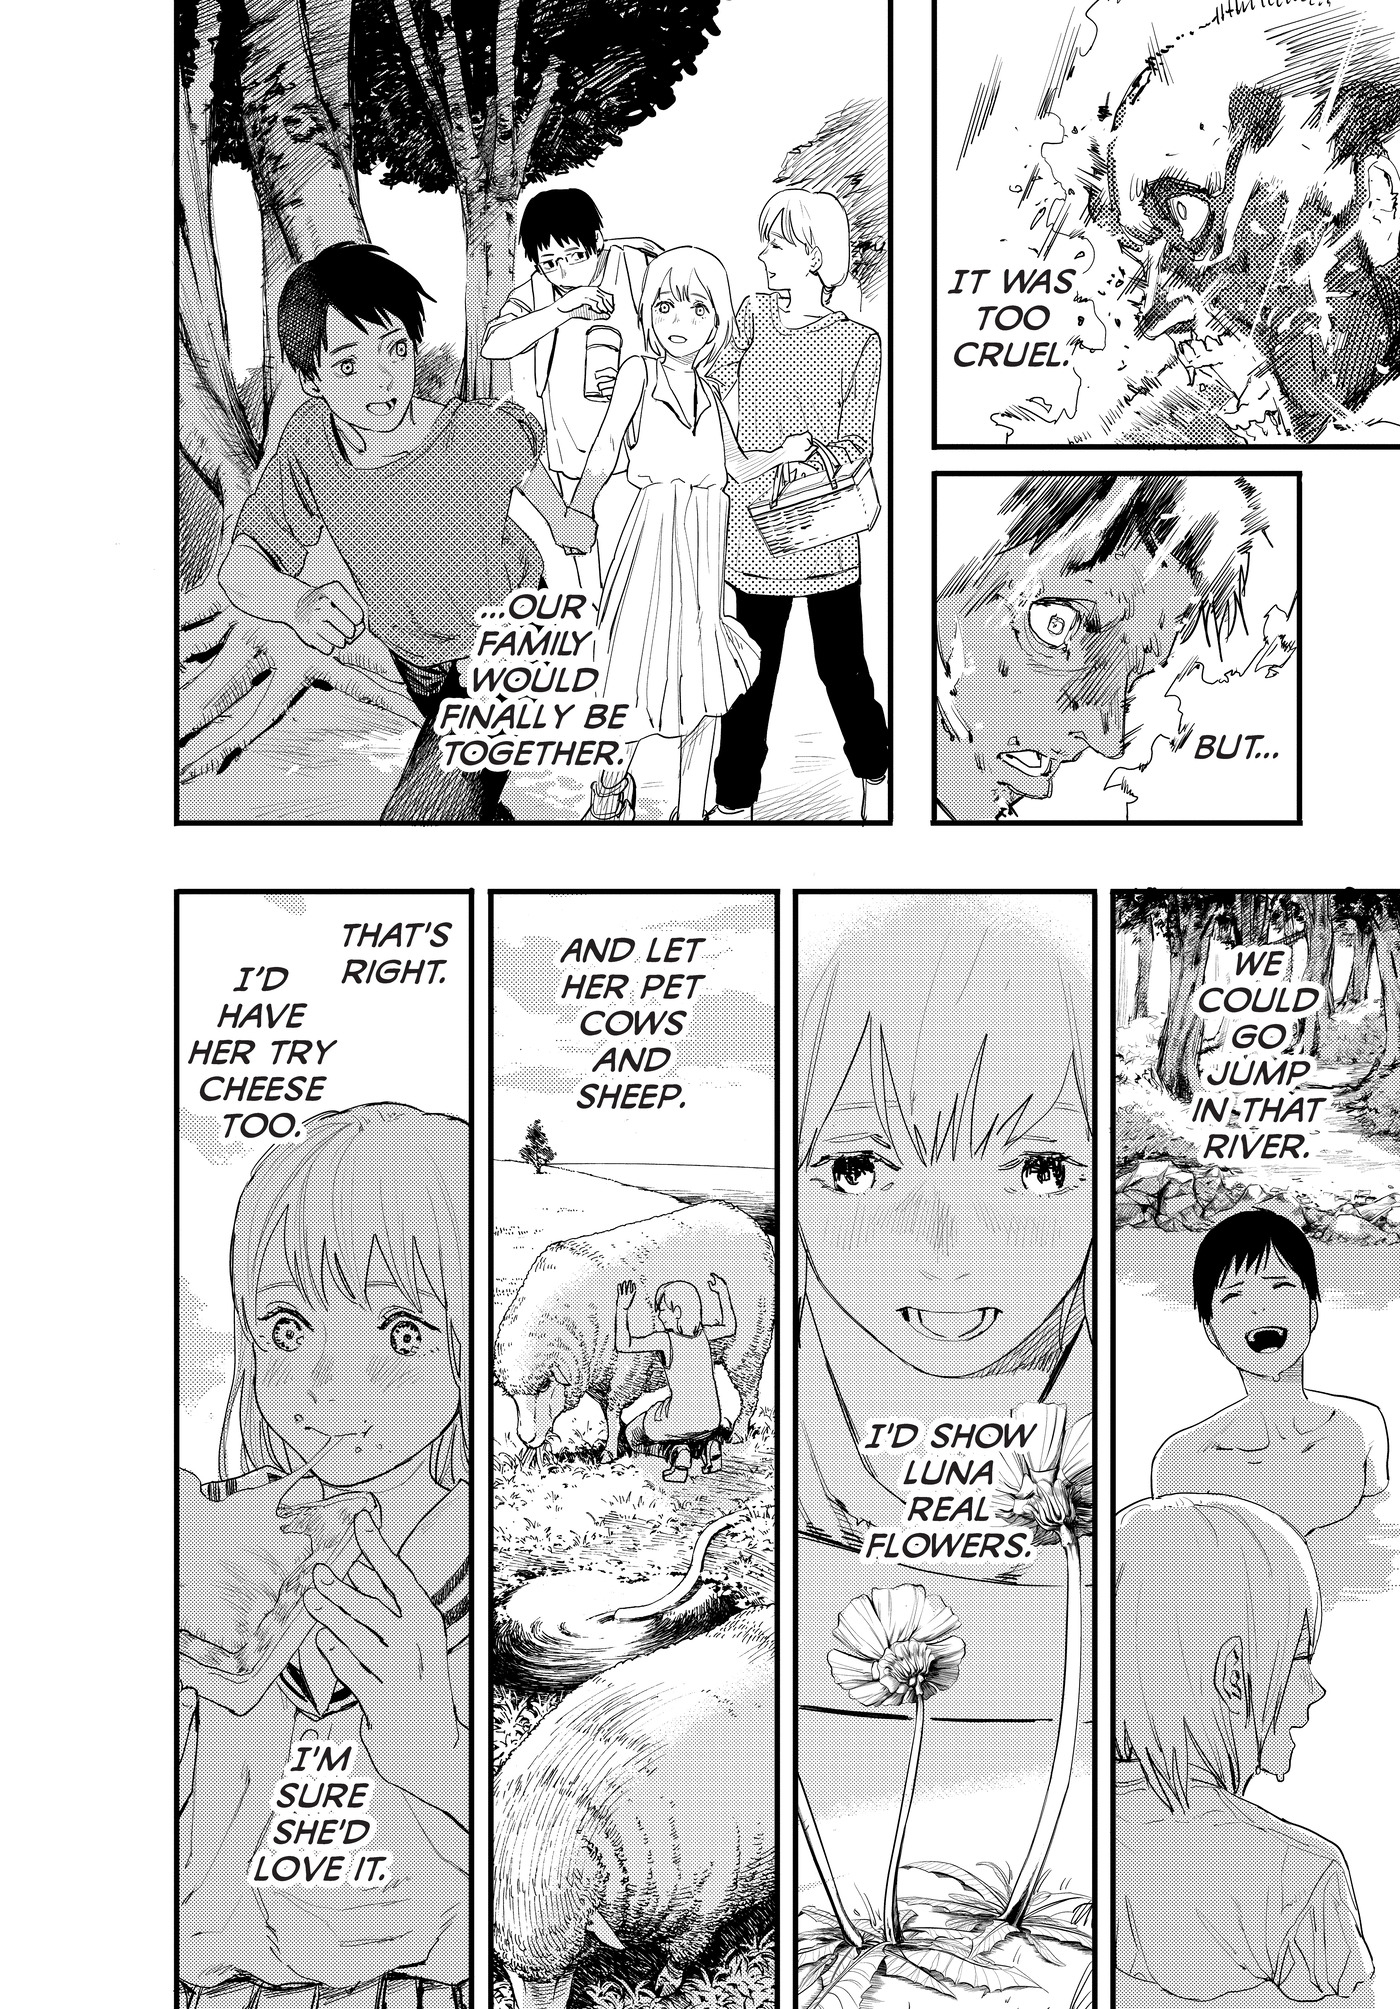 IT WAS
TOO
CRUEL.
BUT...
...OUR
FAMILY
WOULD
FINALLY BE
TOGETHER.
WE
COULD
GO
JUMP
IN THAT
RIVER.
I'D SHOW
LUNA
REAL
FLOWERS.
AND LET
HER PET
COWS
AND
SHEEP.
THAT'S
RIGHT.
I'D
HAVE
HER TRY
CHEESE
TOO.
I'M
SURE
SHE'D
LOVE IT.